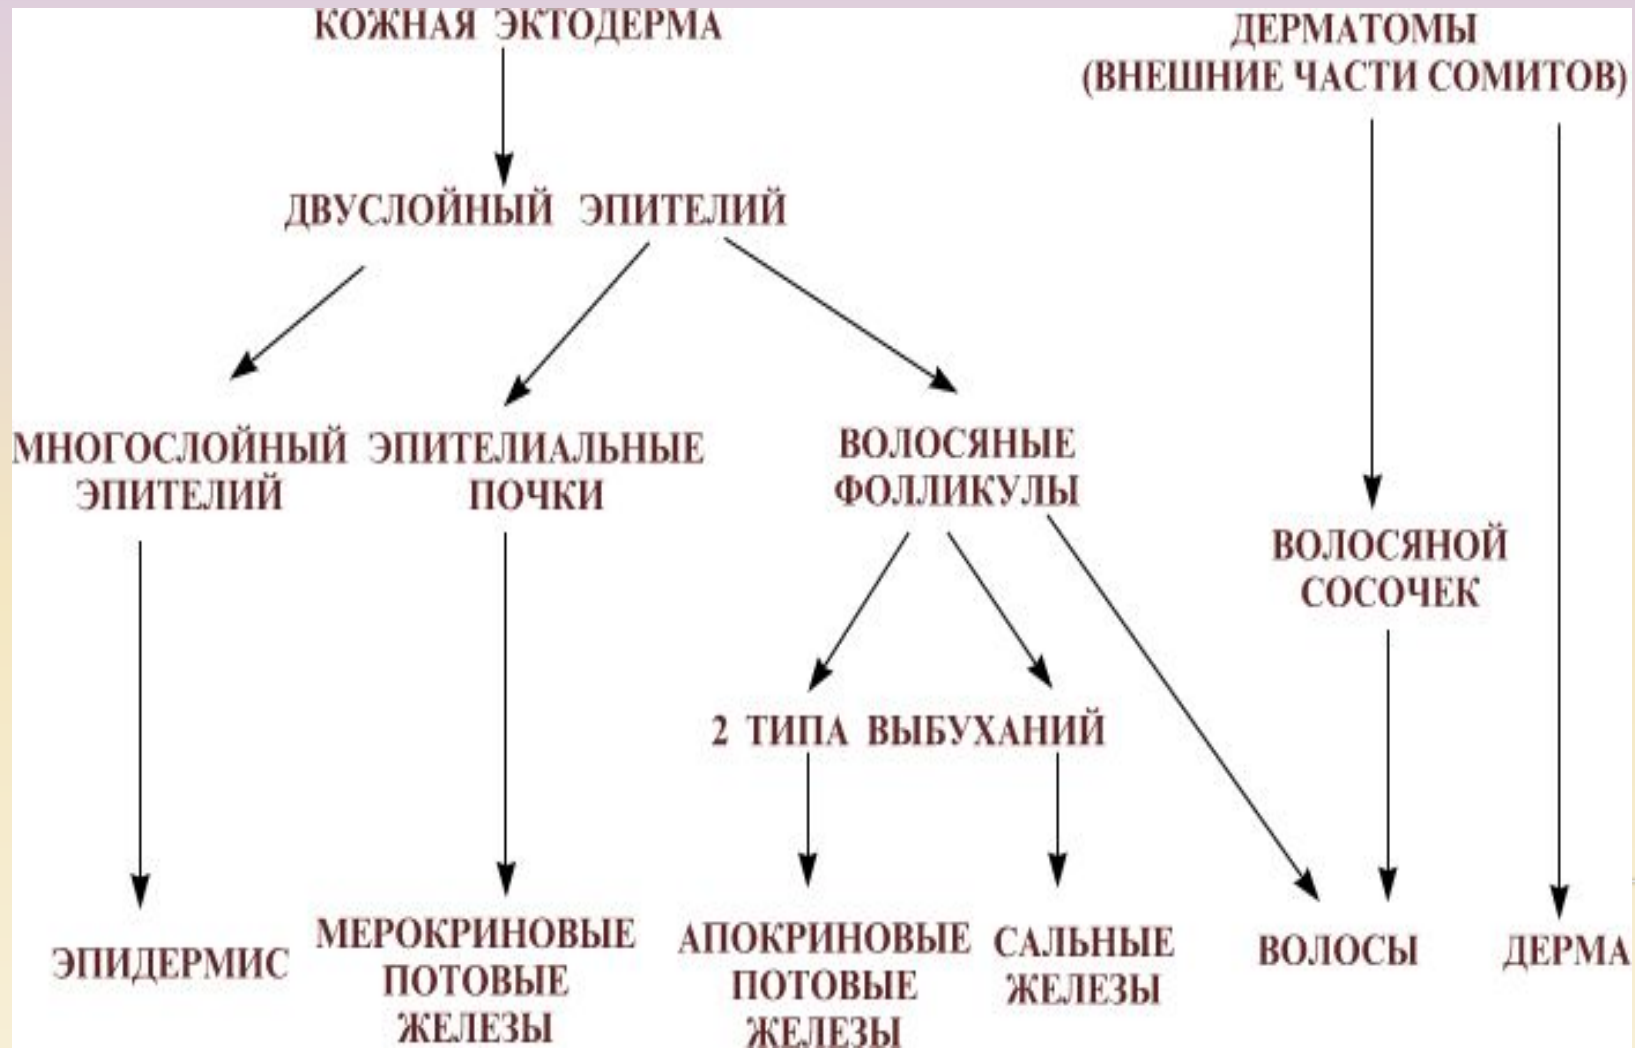 КОЖНАЯ ЭКТОДЕРМА
ДЕРМАТОМЫ
(ВНЕШНИЕ ЧАСТИ СОМИТОВ)
ДВУСЛОЙНЫЙ ЭПИТЕЛИЙ
МНОГОСЛОЙНЫЙ
ЭПИТЕЛИЙ
ЭПИТЕЛИАЛЬНЫЕ
ПОЧКИ
ВОЛОСЯНЫЕ
ФОЛЛИКУЛЫ
ВОЛОСЯНОЙ
СОСОЧЕК
2 ТИПА ВЫБУХАНИЙ
ЭПИДЕРМИС
МЕРОКРИНОВЫЕ
ПОТОВЫЕ
ЖЕЛЕЗЫ
АПОКРИНОВЫЕ
ПОТОВЫЕ
ЖЕЛЕЗЫ
САЛЬНЫЕ
ЖЕЛЕЗЫ
ВОЛОСЫ
ДЕРМА